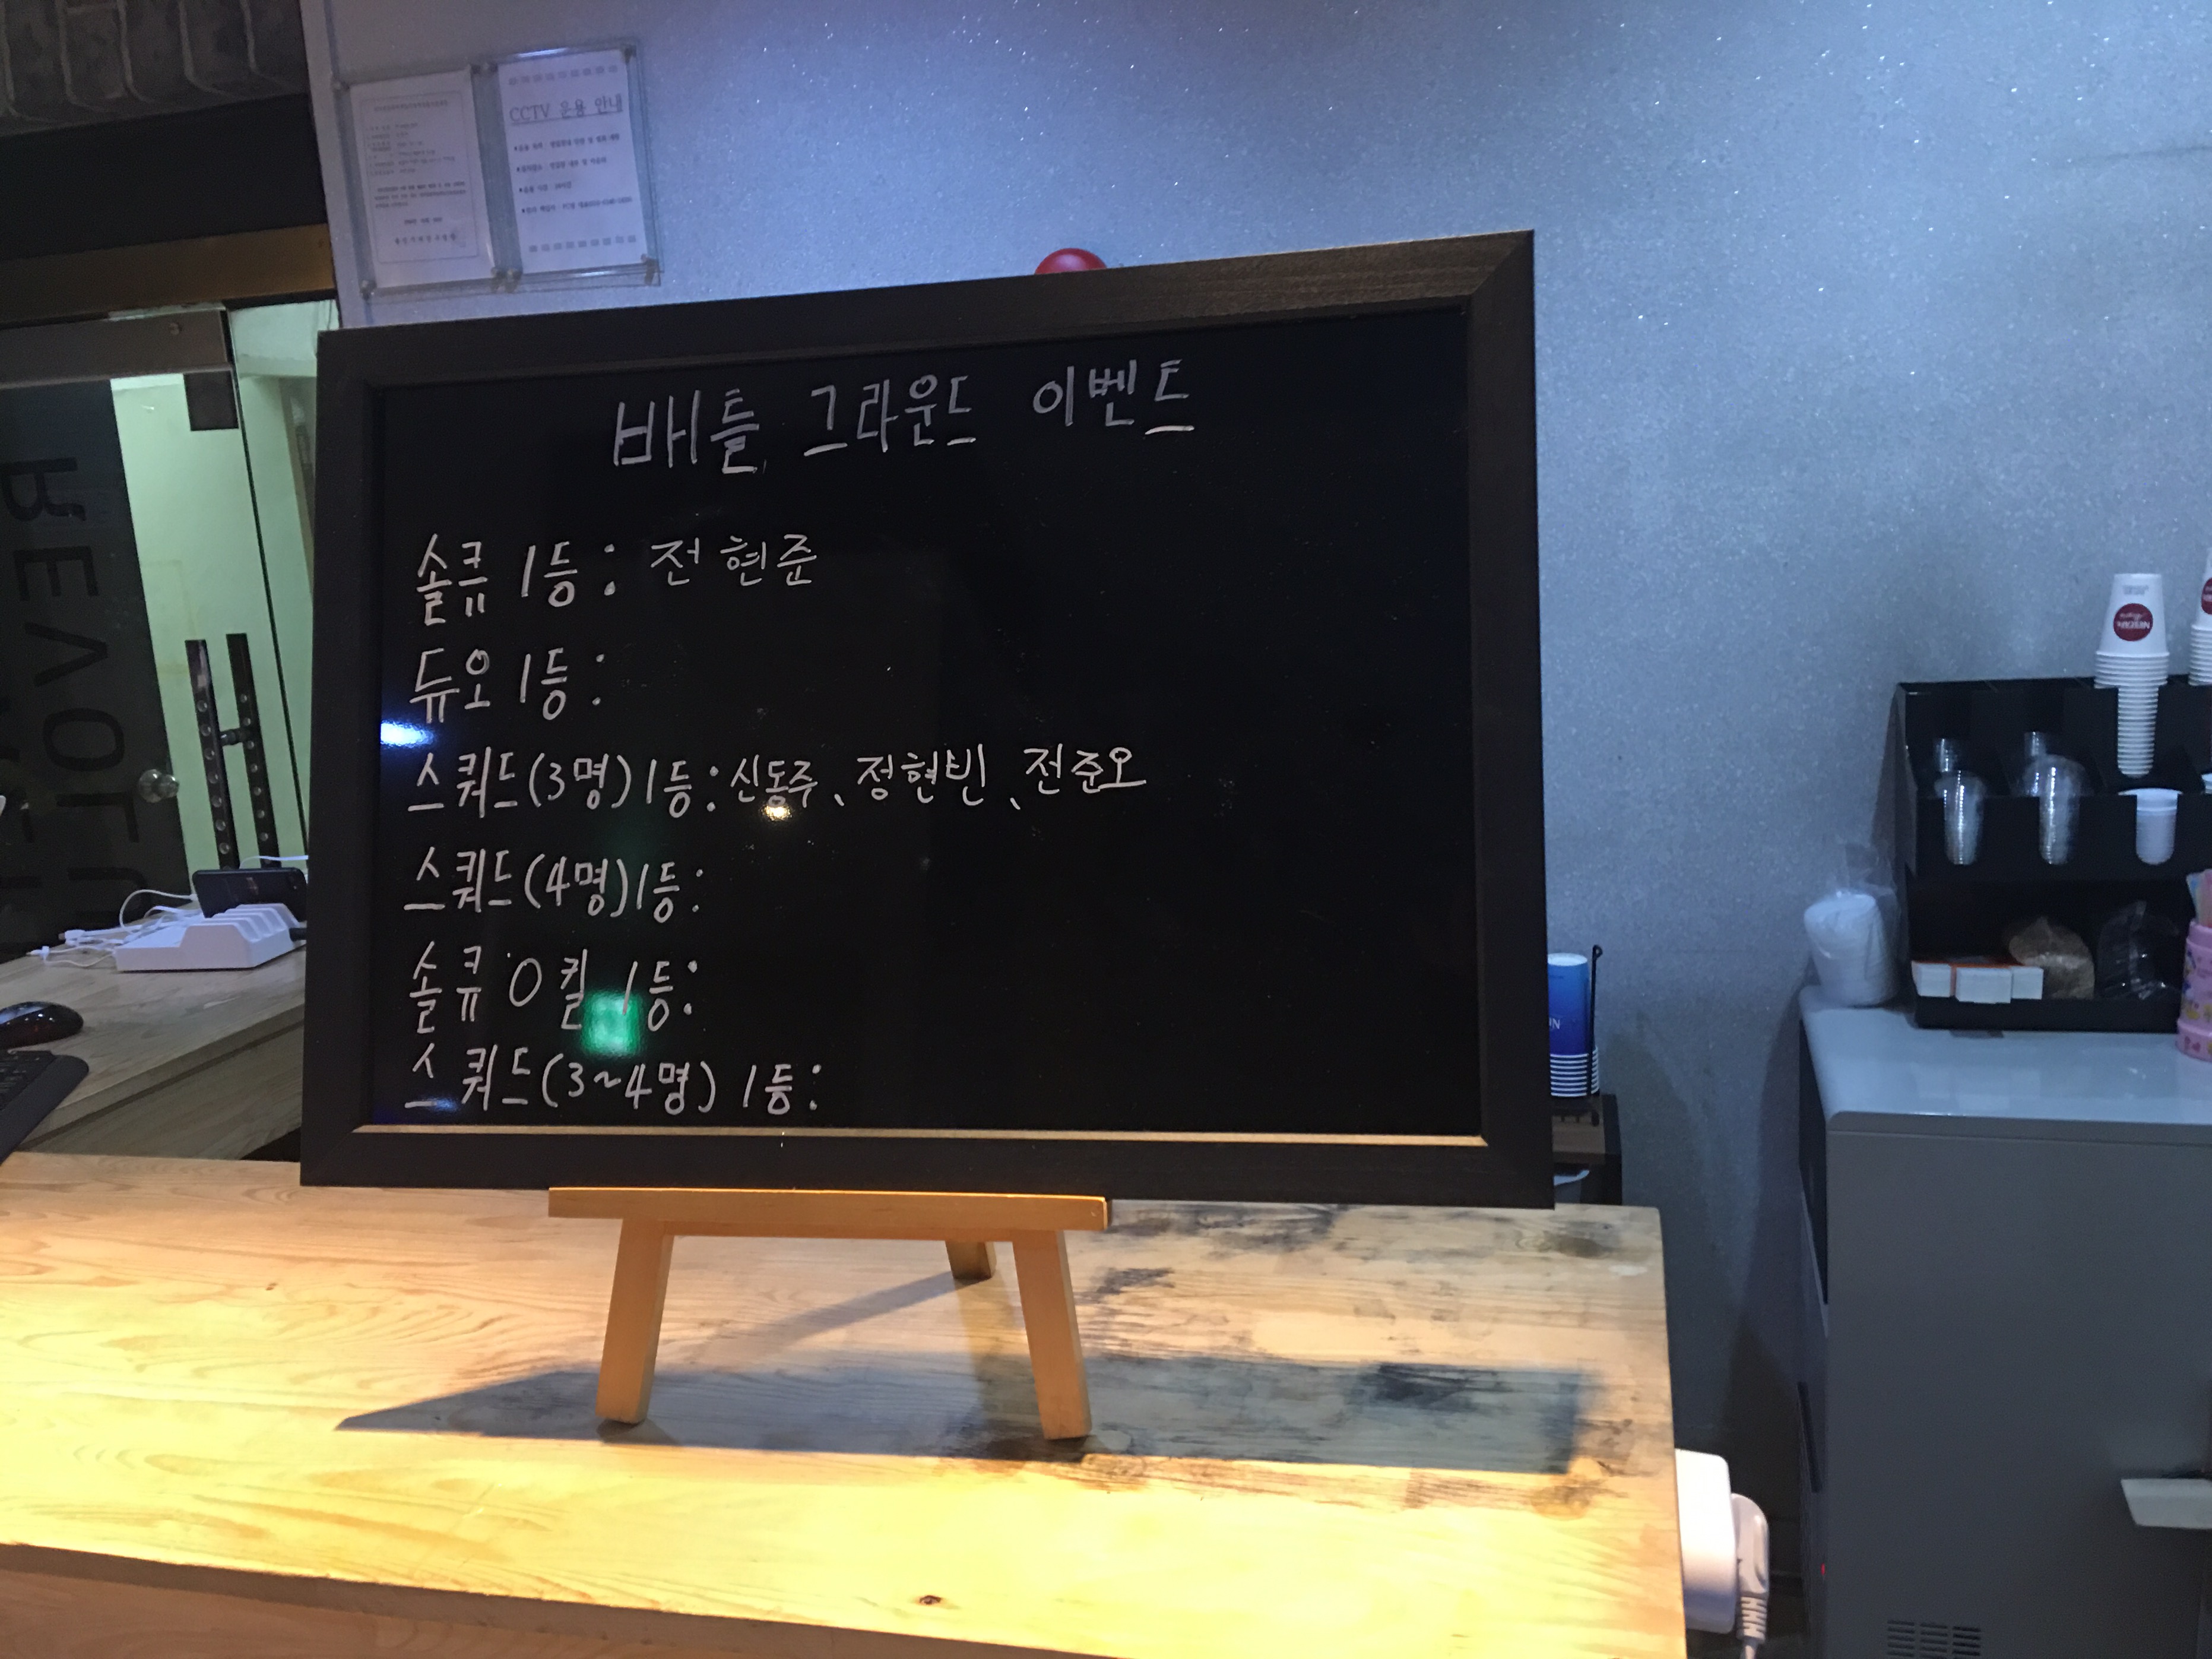 CCTV 운용 안내
배틀 그라운드 이벤트
솔큐 1등: 전현준
듀오 1등:
스쿼드(3명)1등:신동주、정현빈、전준오
스쿼드(4명)1등:
솔큐 0킬 1등:
스쿼드(3~4명) 1등: